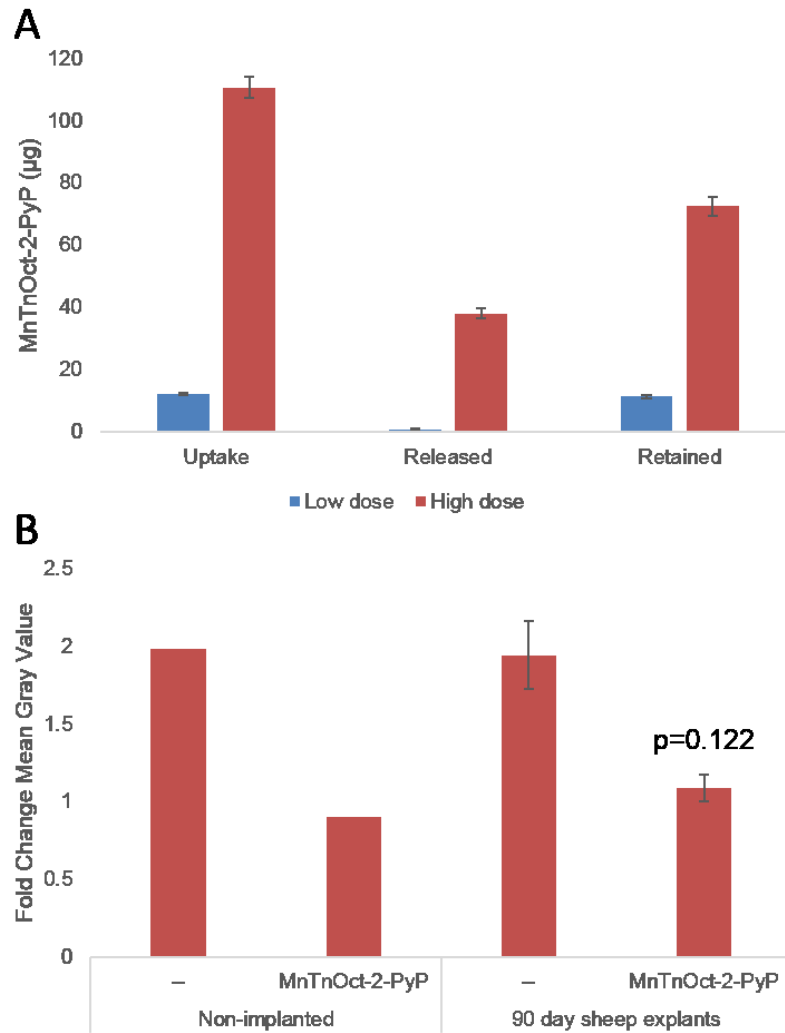 A
MnTnOct-2-PyP (µg)
120
100
80
60
40
20
0
Uptake Released Retained
Low dose High dose
B
Fold Change Mean Gray Value
2.5
2
1.5
1
0.5
0
p=0.122
– MnTnOct-2-PyP – MnTnOct-2-PyP
Non-implanted 90 day sheep explants